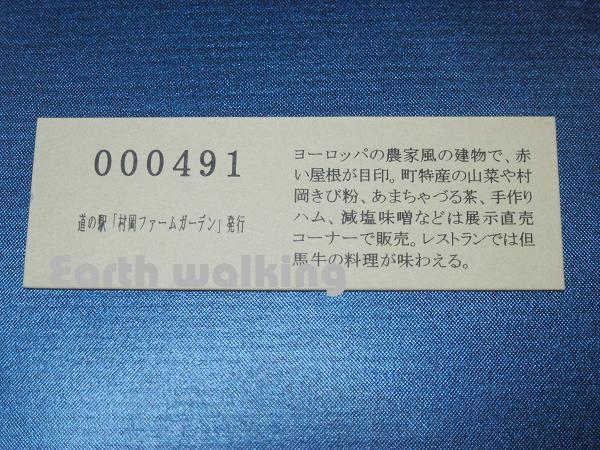 000491
道の駅「村岡ファームガーデン」発行
ヨーロッパの農家風の建物で、赤
い屋根が目印。町特産の山菜や村
岡きび粉、あまちゃづる茶、手作り
ハム、減塩味噌などは展示直売
コーナーで販売。レストランでは但
馬牛の料理が味わえる。
Earth walking